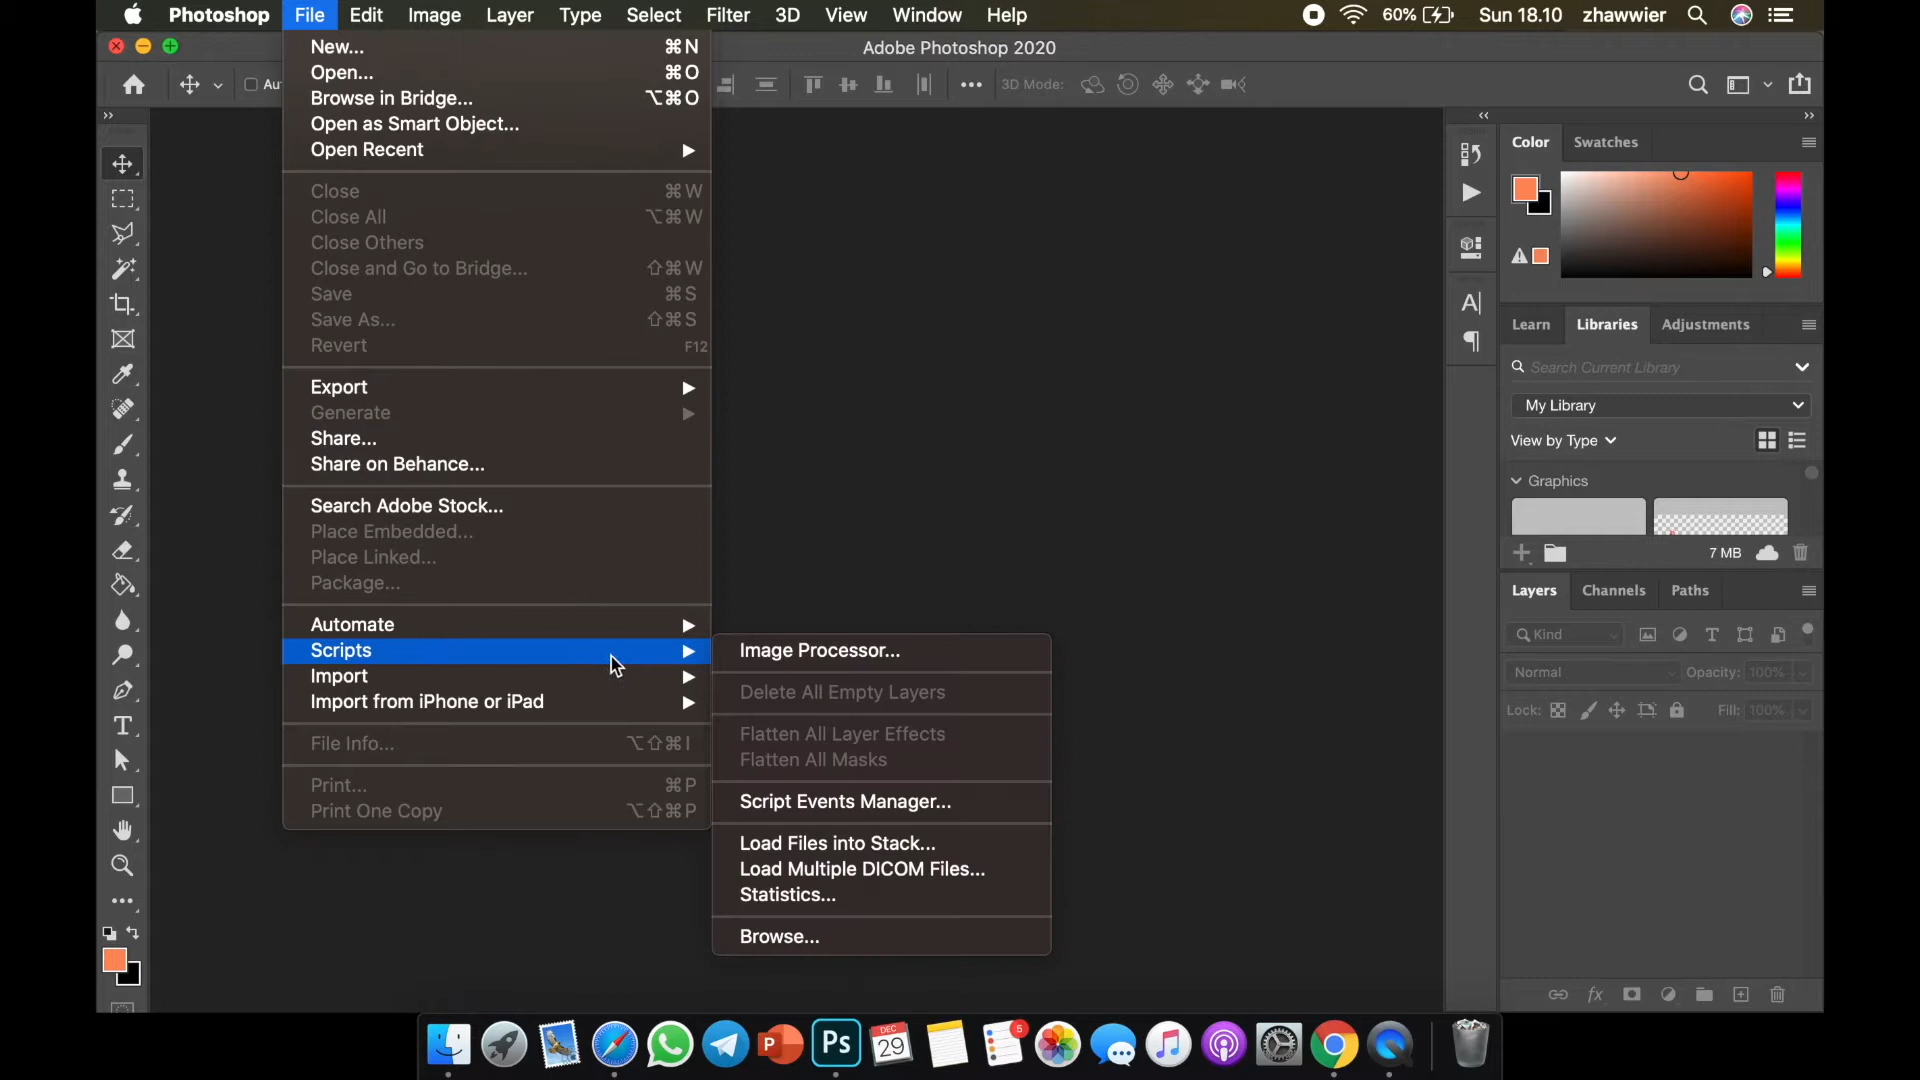 Photoshop File Edit Image Layer Type Select Filter 3D View Window Help 60% Sun 18.10 zhawwier
Adobe Photoshop 2020
Au 3D Mode:
New... ⌘N
Open... ⌘O
Browse in Bridge... ⌥⌘O
Open as Smart Object...
Open Recent
Close ⌘W
Close All ⌥⌘W
Close Others
Close and Go to Bridge... ⇧⌘W
Save ⌘S
Save As... ⇧⌘S
Revert F12
Export
Generate
Share...
Share on Behance...
Search Adobe Stock...
Place Embedded...
Place Linked...
Package...
Automate
Scripts
Import
Import from iPhone or iPad
File Info... ⌥⇧⌘I
Print... ⌘P
Print One Copy ⌥⇧⌘P
Image Processor...
Delete All Empty Layers
Flatten All Layer Effects
Flatten All Masks
Script Events Manager...
Load Files into Stack...
Load Multiple DICOM Files...
Statistics...
Browse...
Color Swatches
Learn Libraries Adjustments
Search Current Library
My Library
View by Type
Graphics
7 MB
Layers Channels Paths
Kind
Normal Opacity: 100%
Lock: Fill: 100%
fx
P Ps DEC 29 5